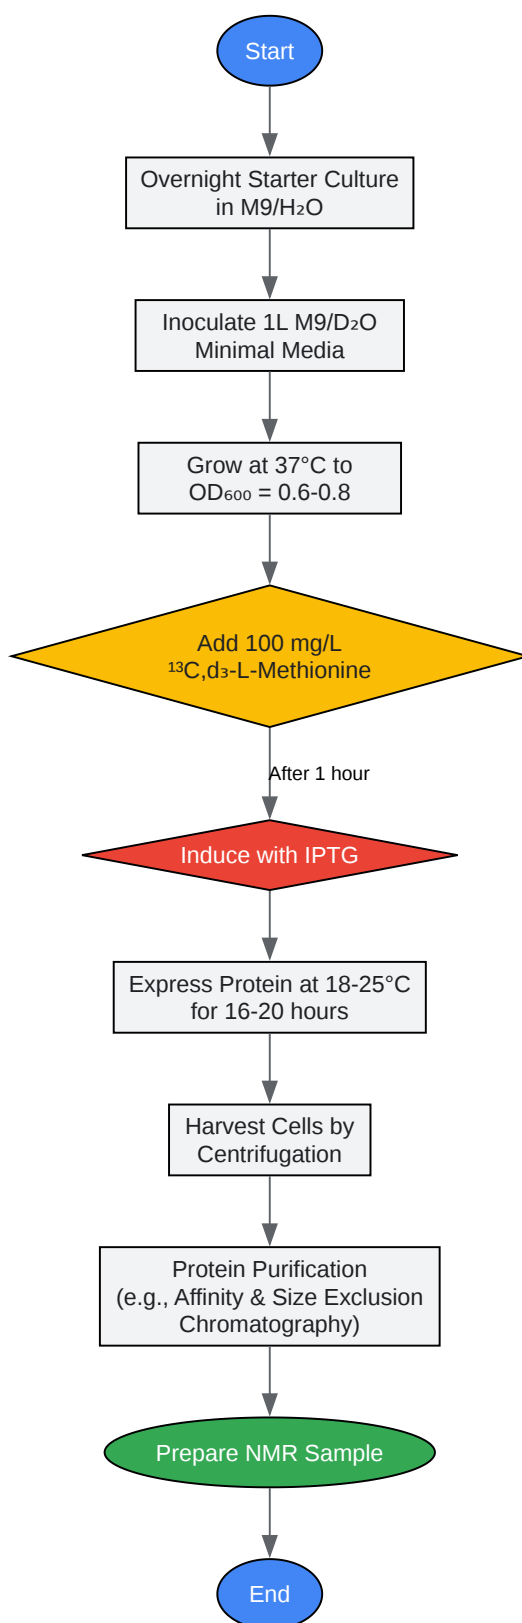 Start
Overnight Starter Culture
in M9/H₂O
Inoculate 1L M9/D₂O
Minimal Media
Grow at 37°C to
OD₆₀₀ = 0.6-0.8
Add 100 mg/L
¹³C,d₃-L-Methionine
After 1 hour
Induce with IPTG
Express Protein at 18-25°C
for 16-20 hours
Harvest Cells by
Centrifugation
Protein Purification
(e.g., Affinity & Size Exclusion
Chromatography)
Prepare NMR Sample
End